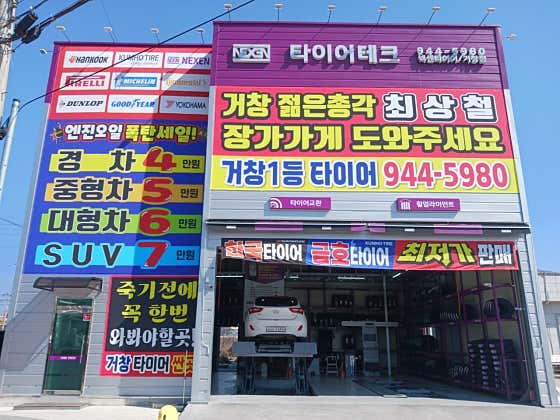 HANKOOK KUMHO TIRE NEXEN
PIRELLI MICHELIN Continental
DUNLOP GOODYEAR YOKOHAMA
엔진오일 폭탄세일!
경 차 4 만원
중형차 5 만원
대형차 6 만원
SUV 7 만원
죽기전에
꼭 한번
와봐야할곳!
거창 타이어 싼곳
NEXEN 타이어테크 944-5980
거창 젊은총각 최상철
장가가게 도와주세요
거창1등 타이어 944-5980
타이어교환 휠얼라이먼트
한국타이어 금호타이어 최저가 판매
KUMHO TIRE